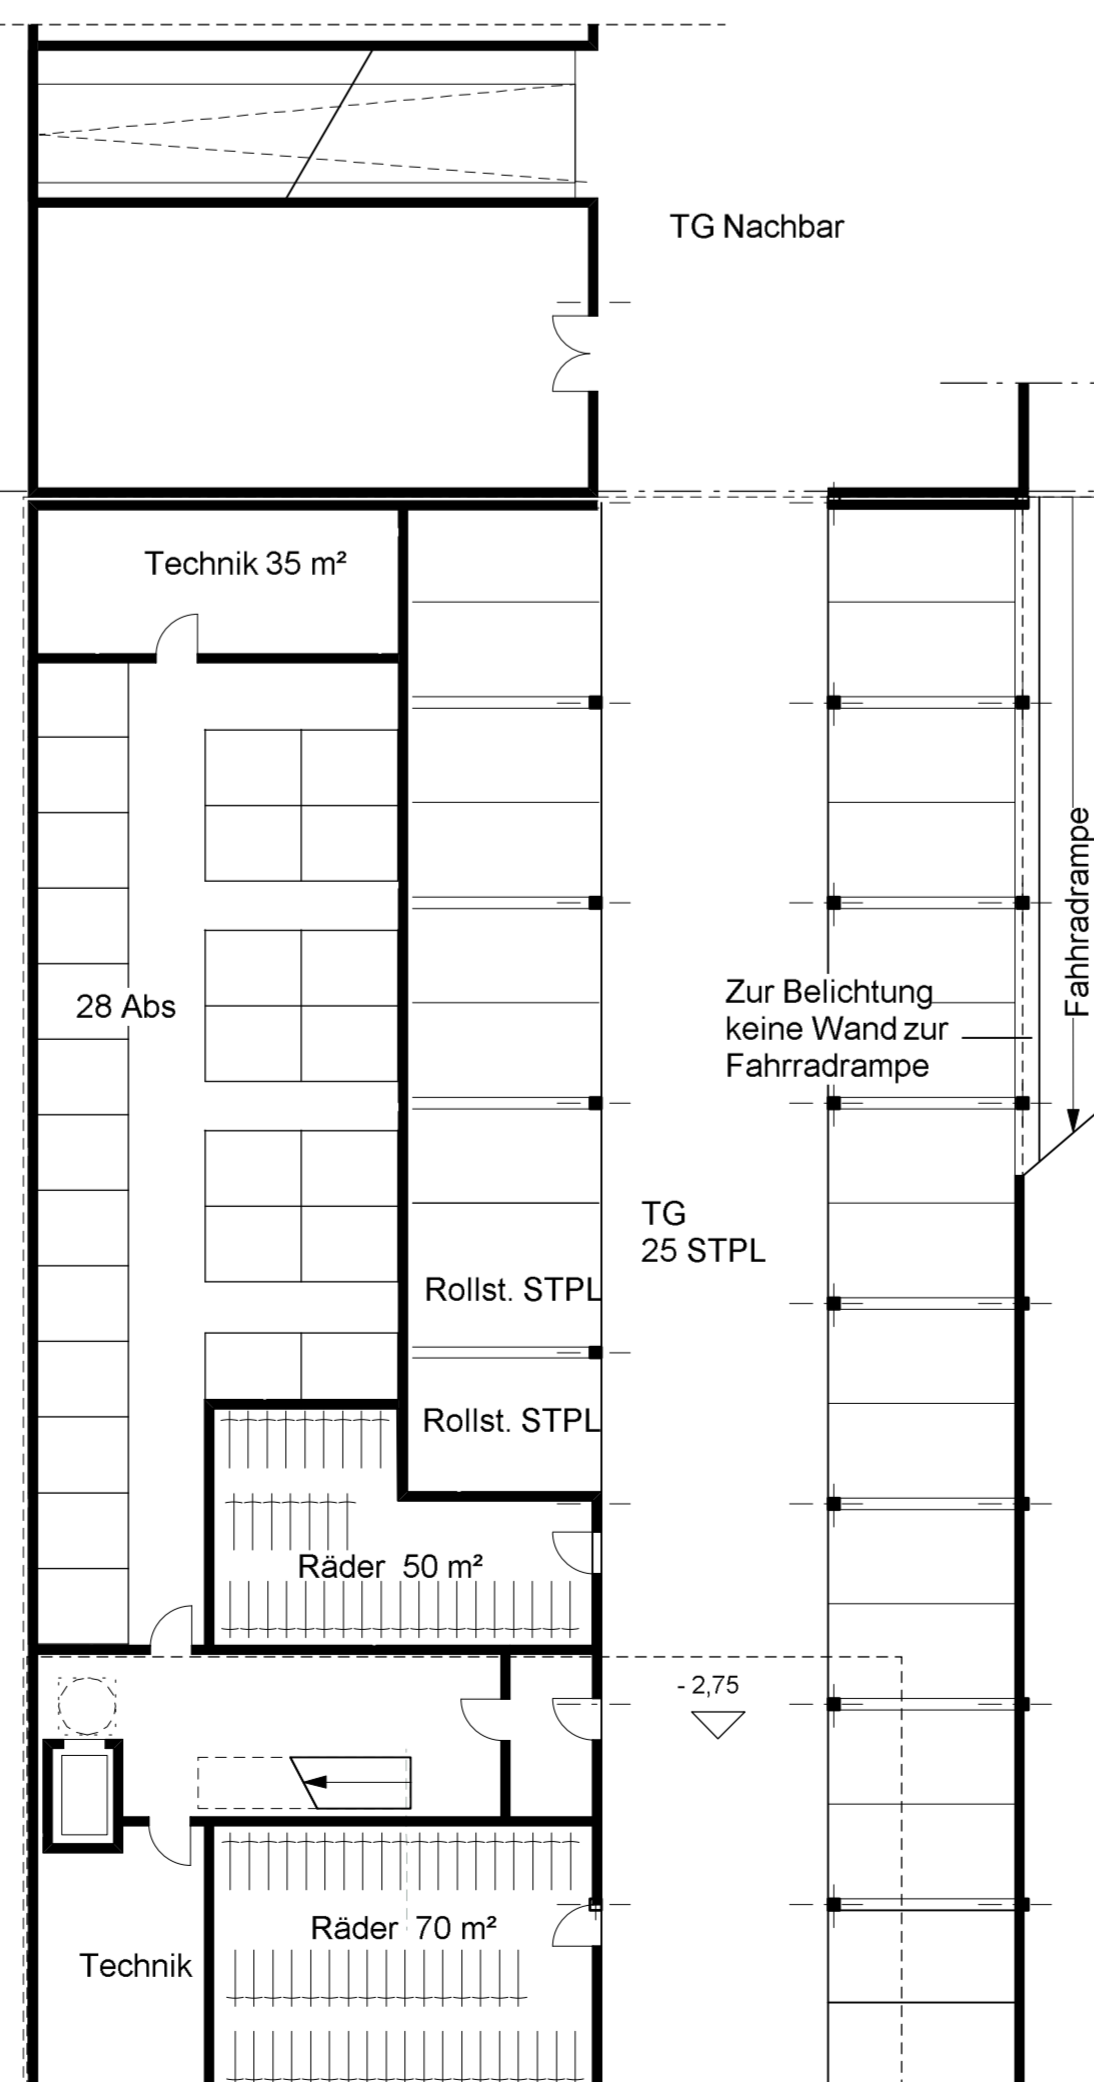 TG Nachbar
Technik 35 m²
Fahhradrampe
28 Abs
Zur Belichtung
keine Wand zur
Fahrradrampe
TG
25 STPL
Rollst. STPL
Rollst. STPL
Räder 50 m²
- 2,75
Räder 70 m²
Technik